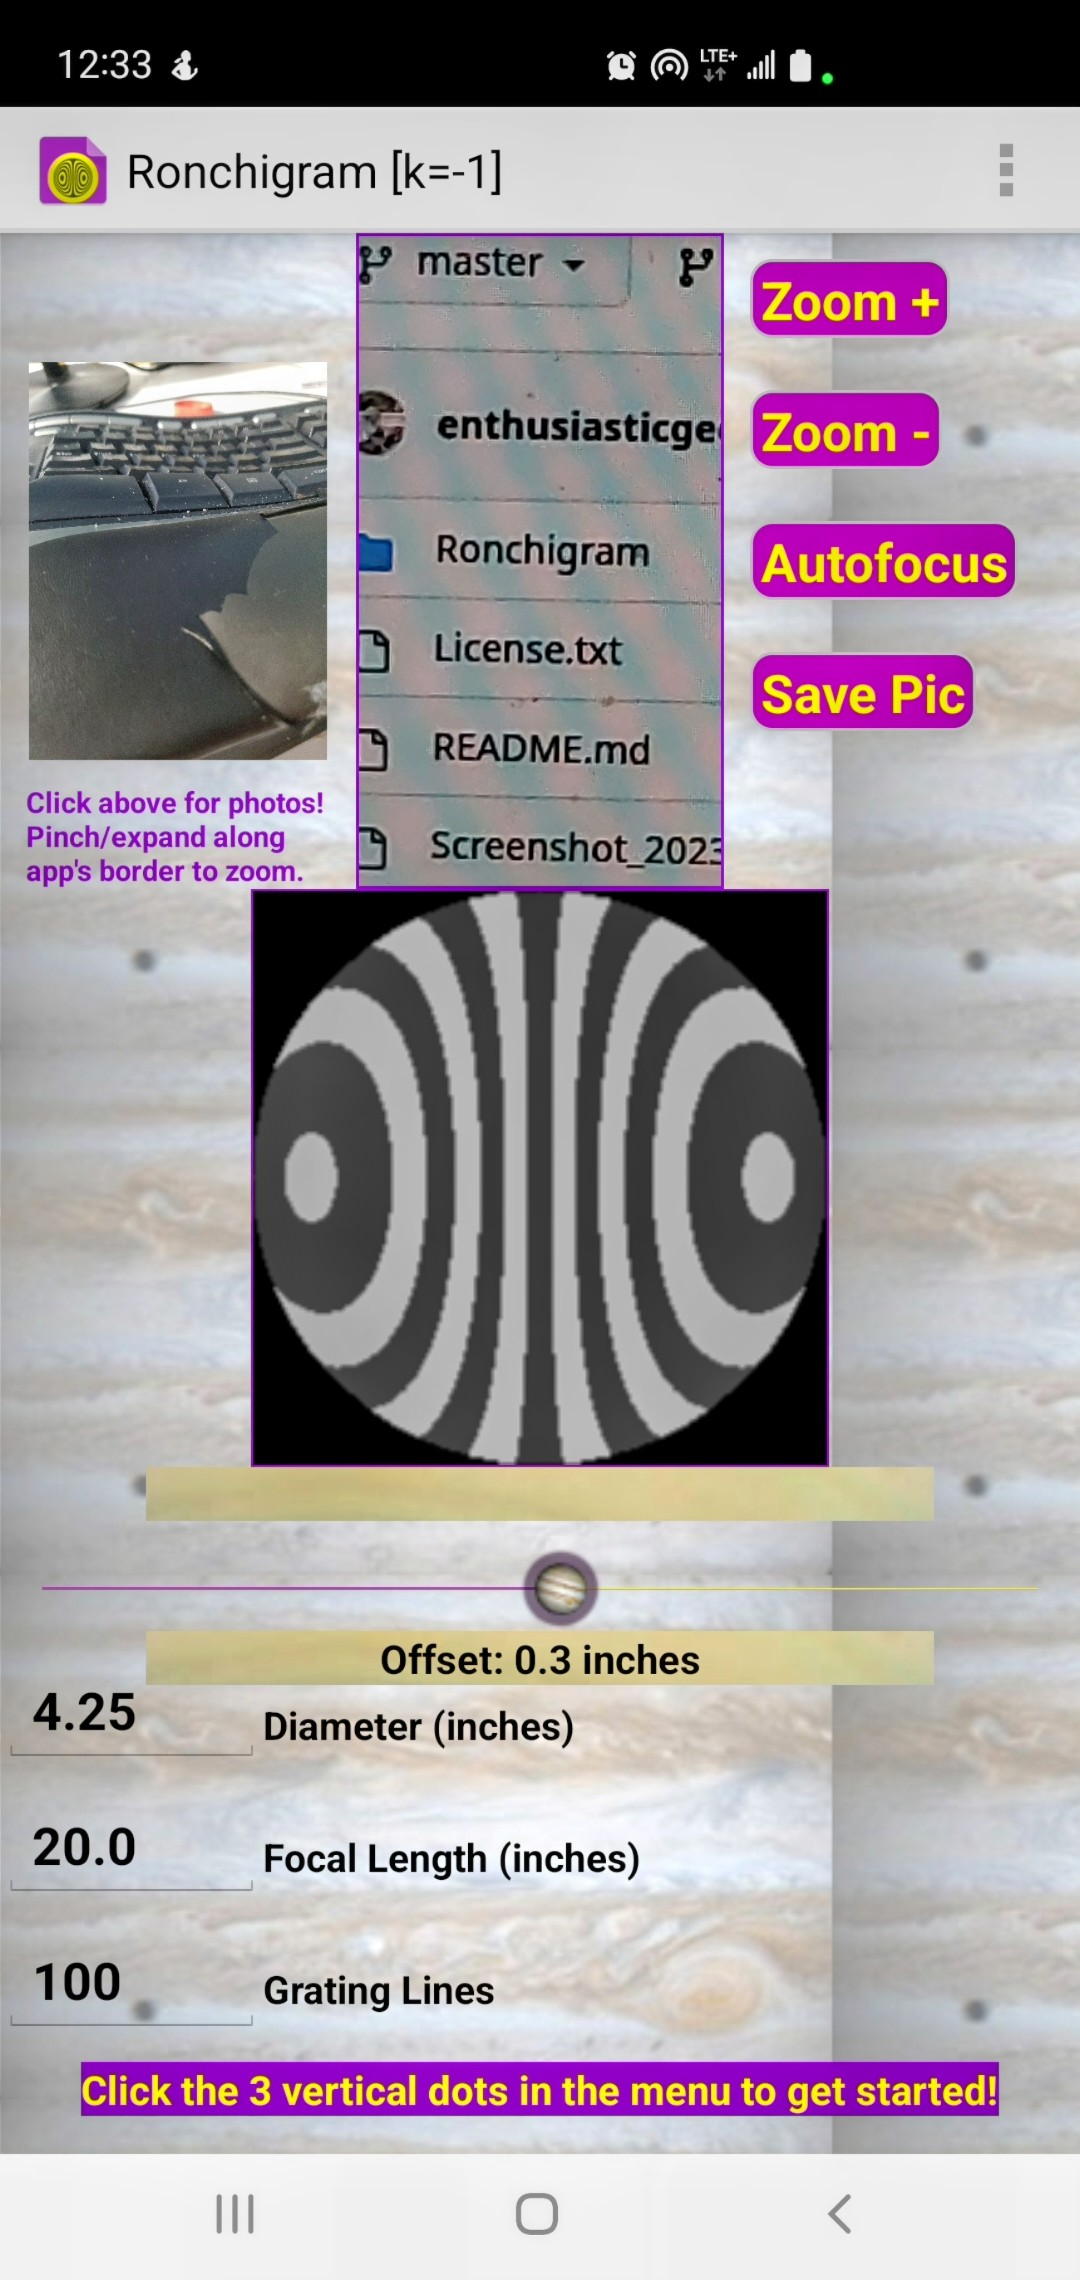 12:33
LTE+
Ronchigram [k=-1]
master
enthusiasticge
Ronchigram
License.txt
README.md
Screenshot_2023
Zoom +
Zoom -
Autofocus
Save Pic
Click above for photos!
Pinch/expand along
app's border to zoom.
Offset: 0.3 inches
4.25 Diameter (inches)
20.0 Focal Length (inches)
100 Grating Lines
Click the 3 vertical dots in the menu to get started!